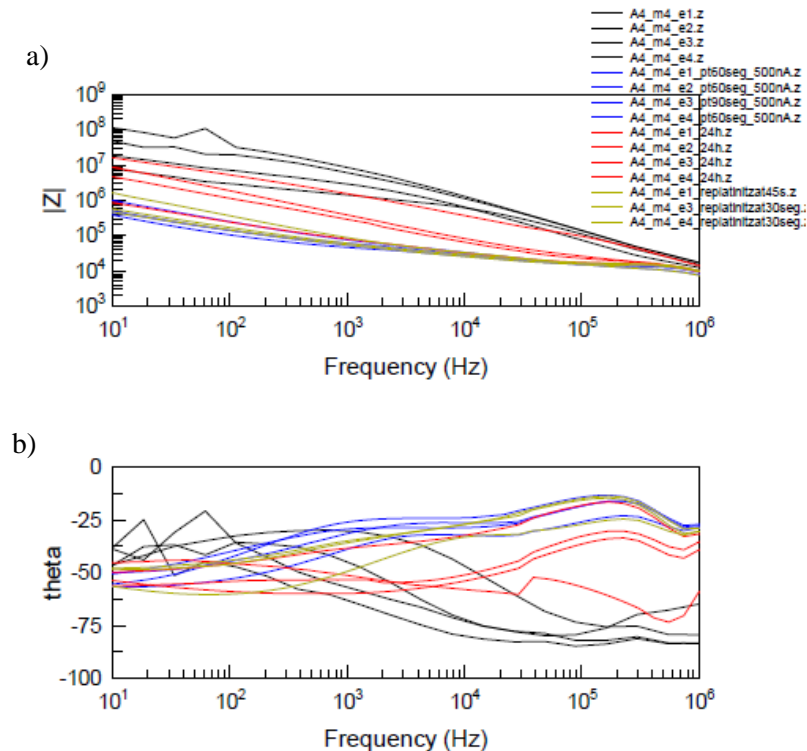 A4_m4_e1.z
A4_m4_e2.z
A4_m4_e3.z
A4_m4_e4.z
A4_m4_e1_pt60seg_500nA.z
A4_m4_e2_pt60seg_500nA.z
A4_m4_e3_pt90seg_500nA.z
A4_m4_e4_pt60seg_500nA.z
A4_m4_e1_24h.z
A4_m4_e2_24h.z
A4_m4_e3_24h.z
A4_m4_e4_24h.z
A4_m4_e1_replatinitzat45s.z
A4_m4_e3_replatinitzat30seg.z
A4_m4_e4_replatinitzat30seg.z
a)
10⁹
10⁸
10⁷
10⁶
10⁵
10⁴
10³
|Z|
10¹ 10² 10³ 10⁴ 10⁵ 10⁶
Frequency (Hz)
b)
0
-25
-50
-75
-100
theta
10¹ 10² 10³ 10⁴ 10⁵ 10⁶
Frequency (Hz)